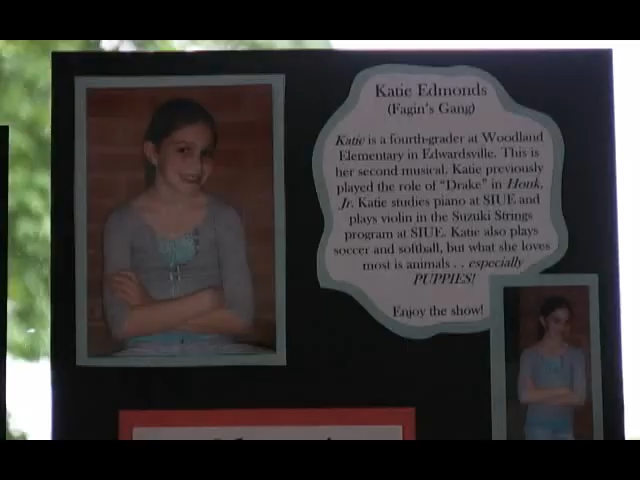 Katie Edmonds
(Fagin's Gang)
Katie is a fourth-grader at Woodland
Elementary in Edwardsville. This is
her second musical. Katie previously
played the role of "Drake" in Honk,
Jr. Katie studies piano at SIUE and
plays violin in the Suzuki Strings
program at SIUE. Katie also plays
soccer and softball, but what she loves
most is animals . . especially
PUPPIES!
Enjoy the show!